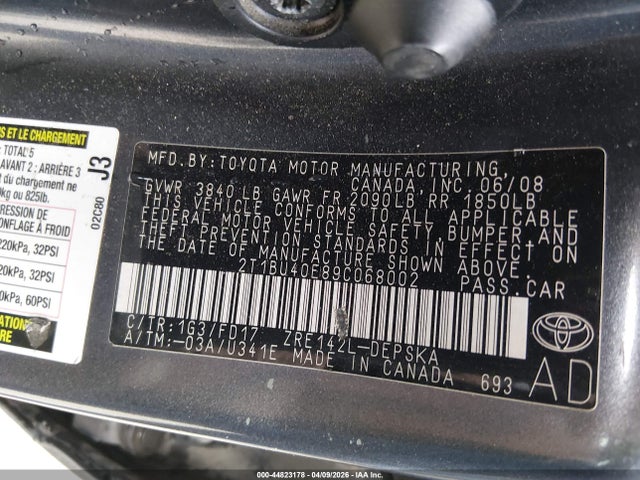 S ET LE CHARGEMENT
: TOTAL 5
AVANT 2 : ARRIÈRE 3
t du chargement ne
kg ou 825lb.
J3
RESSION DE
ONFLAGE À FROID
02C80
220kPa, 32PSI
20kPa, 32PSI
0kPa, 60PSI
MFD. BY: TOYOTA MOTOR MANUFACTURING,
CANADA, INC. 06/08
GVWR 3840 LB GAWR FR 2090LB RR 1850LB
THIS VEHICLE CONFORMS TO ALL APPLICABLE
FEDERAL MOTOR VEHICLE SAFETY, BUMPER, AND
THEFT PREVENTION STANDARDS IN EFFECT ON
THE DATE OF MANUFACTURE SHOWN ABOVE.
2T1BU40E89C068002 PASS. CAR
C/TR: 1G3/FD17 ZRE142L-DEPSKA
A/TM: -03A/U341E MADE IN CANADA 693
TOYOTA
AD
000-44823178 - 04/09/2026 - IAA Inc.